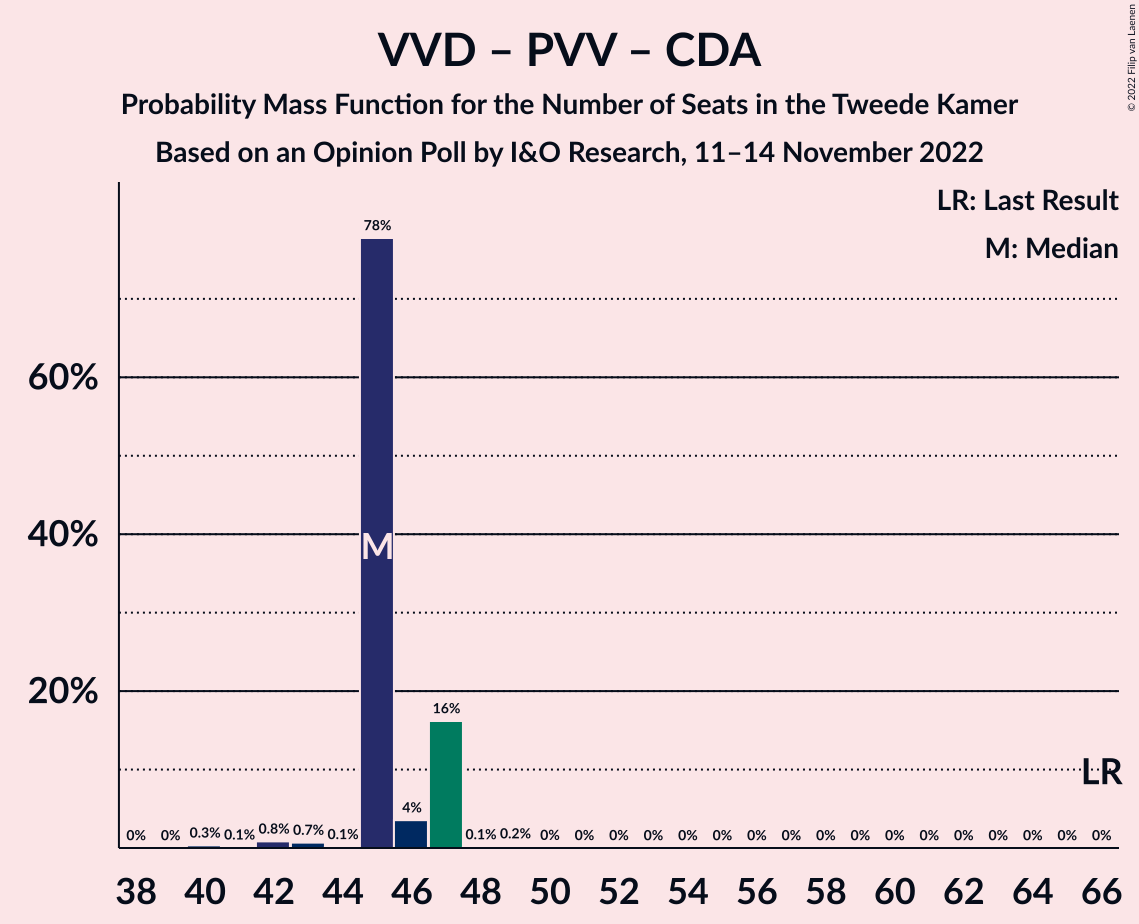 VVD – PVV – CDA
Probability Mass Function for the Number of Seats in the Tweede Kamer
Based on an Opinion Poll by I&O Research, 11–14 November 2022
© 2022 Filip van Laenen
LR: Last Result
M: Median
60%
40%
20%
0% 0% 0.3% 0.1% 0.8% 0.7% 0.1% 78% 4% 16% 0.1% 0.2% 0% 0% 0% 0% 0% 0% 0% 0% 0% 0% 0% 0% 0% 0% 0% 0% 0%
M
LR
38 40 42 44 46 48 50 52 54 56 58 60 62 64 66